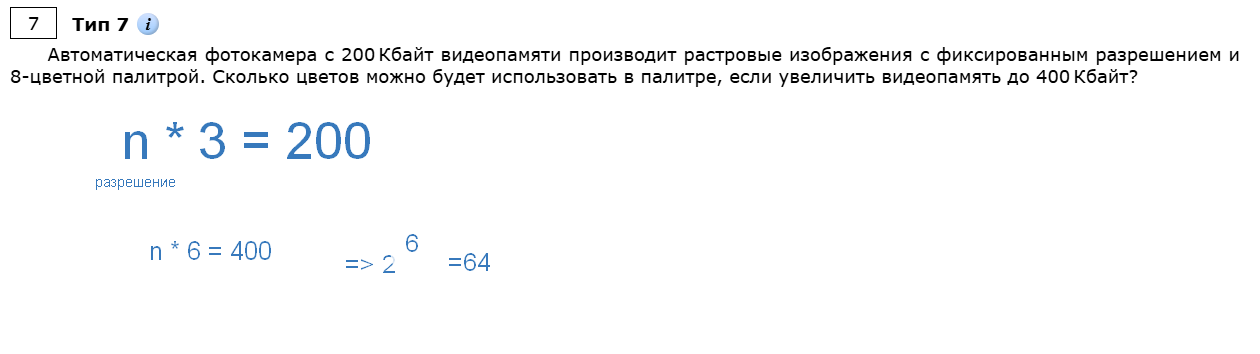 7 Тип 7 i
Автоматическая фотокамера с 200 Кбайт видеопамяти производит растровые изображения с фиксированным разрешением и
8-цветной палитрой. Сколько цветов можно будет использовать в палитре, если увеличить видеопамять до 400 Кбайт?
n * 3 = 200
разрешение
n * 6 = 400 => 2 6 =64